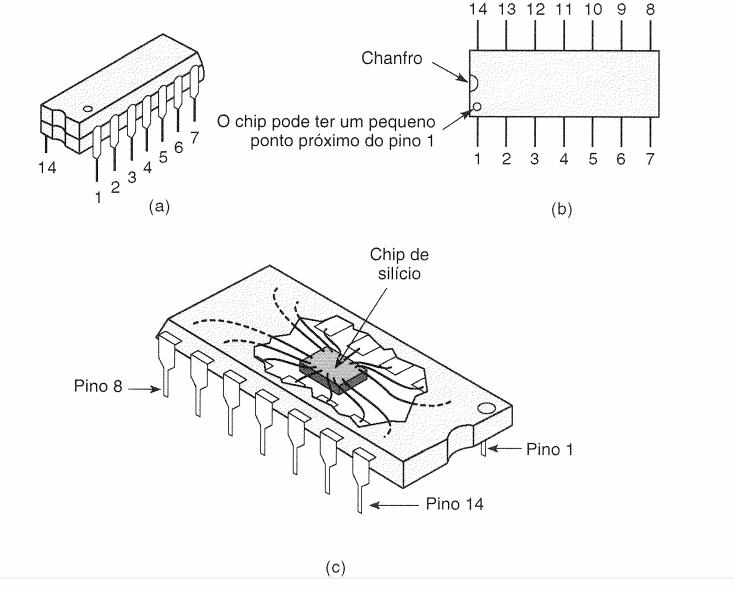 14 13 12 11 10 9 8
Chanfro
O chip pode ter um pequeno
ponto próximo do pino 1
14
1 2 3 4 5 6 7
1 2 3 4 5 6 7
(a)
(b)
Chip de
silício
Pino 8
Pino 1
Pino 14
(c)